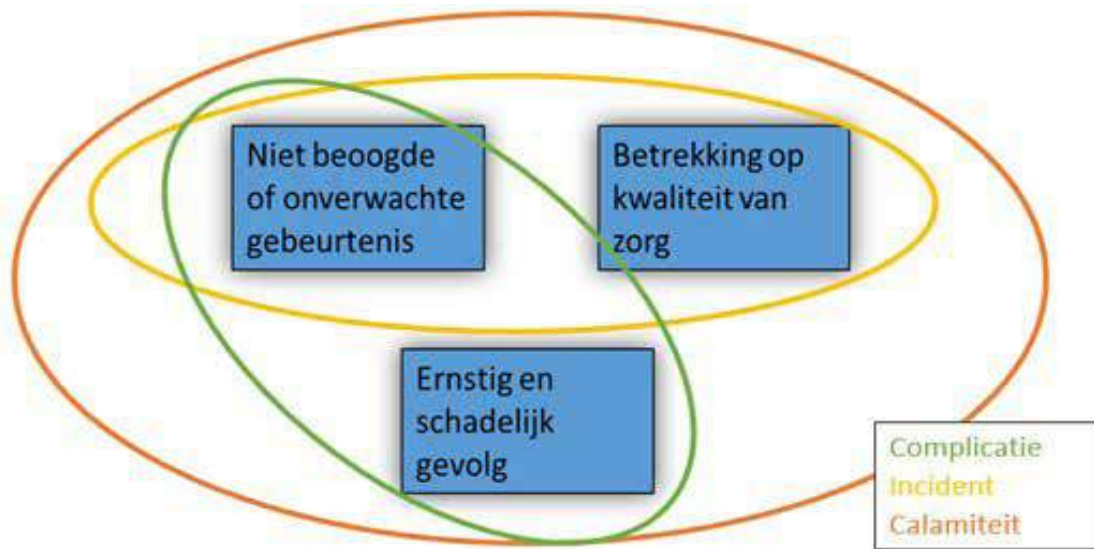 Niet beoogde
of onverwachte
gebeurtenis
Betrekking op
kwaliteit van
zorg
Ernstig en
schadelijk
gevolg
Complicatie
Incident
Calamiteit